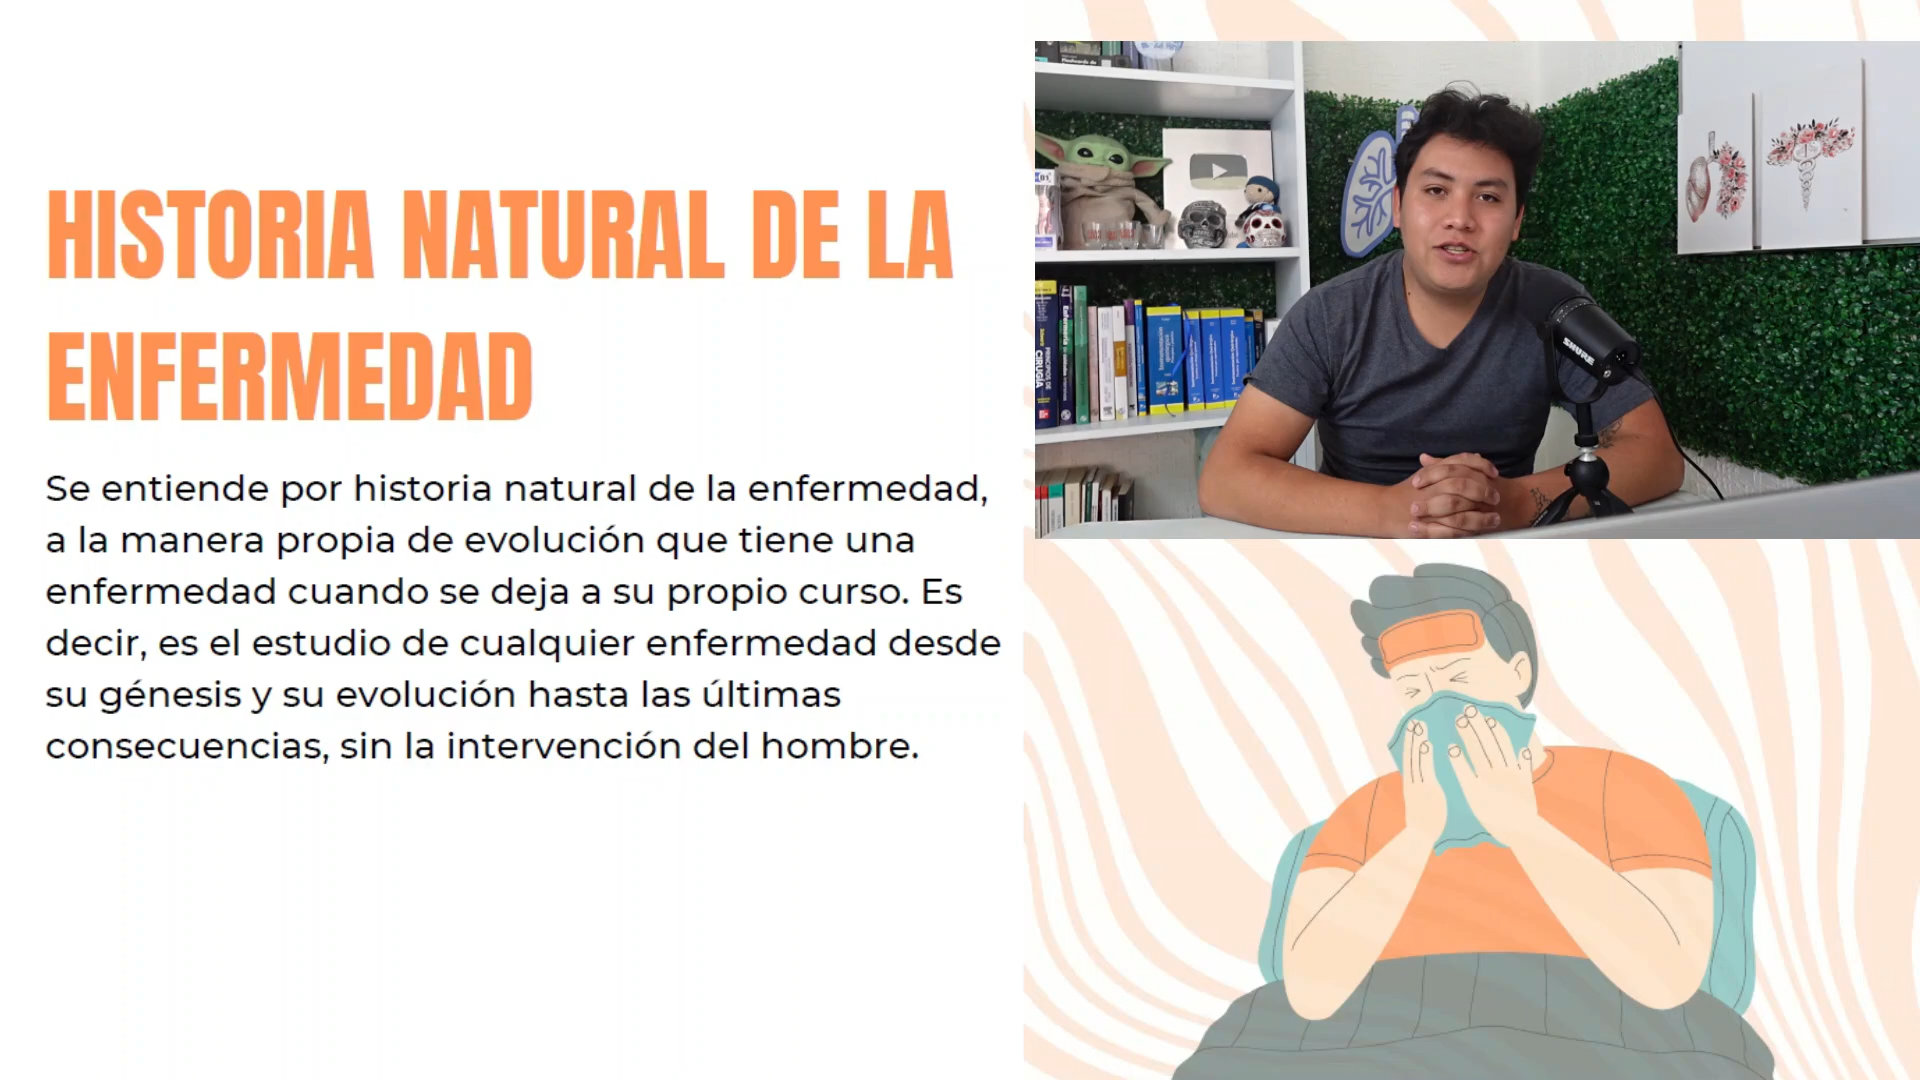 HISTORIA NATURAL DE LA
ENFERMEDAD
Se entiende por historia natural de la enfermedad,
a la manera propia de evolución que tiene una
enfermedad cuando se deja a su propio curso. Es
decir, es el estudio de cualquier enfermedad desde
su génesis y su evolución hasta las últimas
consecuencias, sin la intervención del hombre.
SHURE
CIRUGÍA